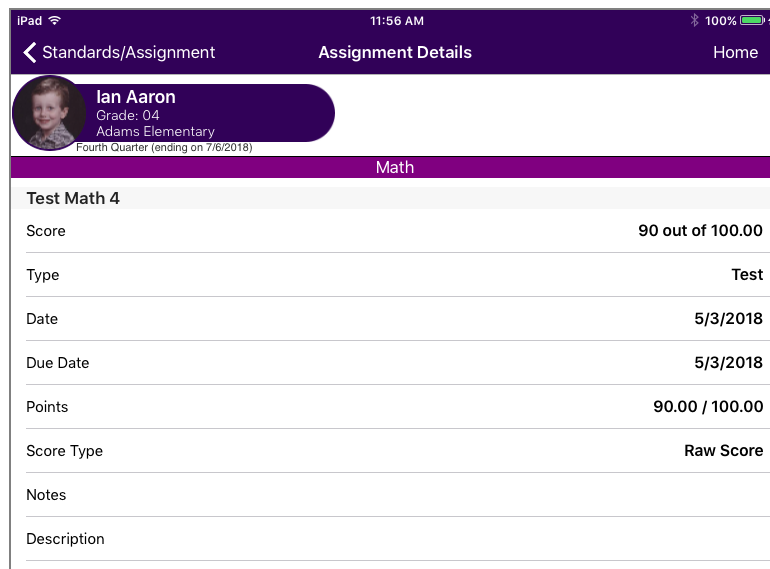 iPad 11:56 AM 100%
Standards/Assignment Assignment Details Home
Ian Aaron
Grade: 04
Adams Elementary
Fourth Quarter (ending on 7/6/2018)
Math
Test Math 4
Score 90 out of 100.00
Type Test
Date 5/3/2018
Due Date 5/3/2018
Points 90.00 / 100.00
Score Type Raw Score
Notes
Description